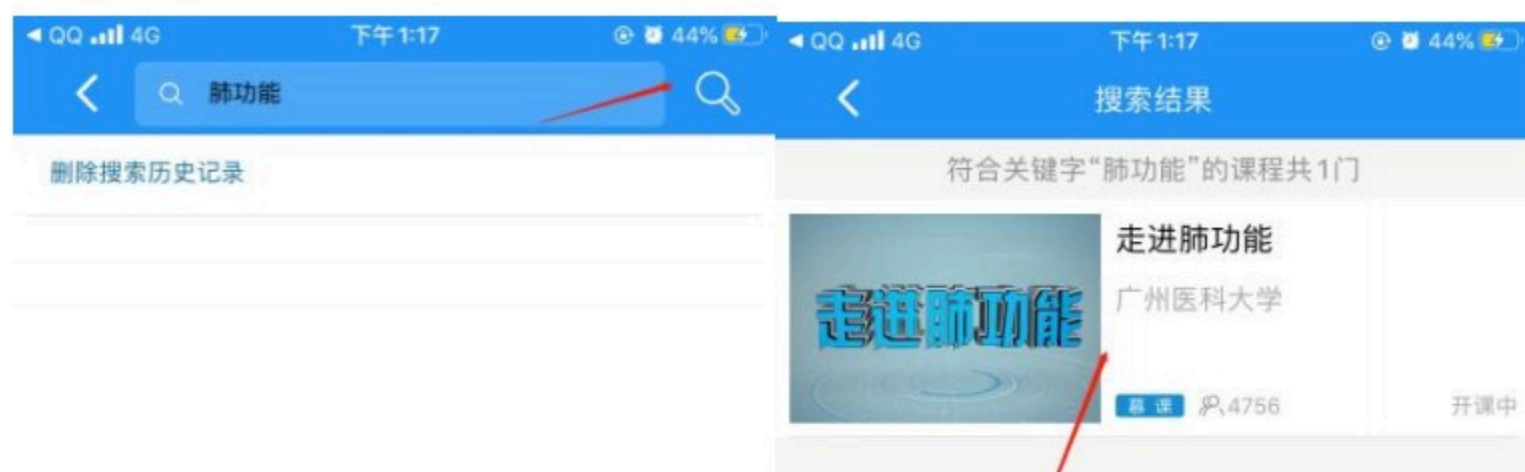 QQ 4G 下午1:17 44%
肺功能
删除搜索历史记录
QQ 4G 下午1:17 44%
搜索结果
符合关键字“肺功能”的课程共1门
走进肺功能
走进肺功能
广州医科大学
慕课 4756 开课中